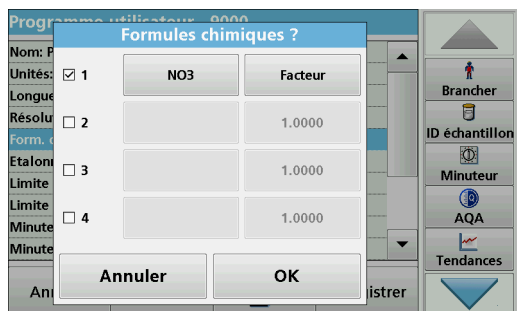 Programme utilisateur 9000
Formules chimiques ?
Nom: P
Unités:
1 NO3 Facteur
Longue
Résolu
2 1.0000
Form. c
Etalonn
3 1.0000
Limite
Limite
4 1.0000
Minute
Minute
Annuler OK
An istrer
Brancher
ID échantillon
Minuteur
AQA
Tendances